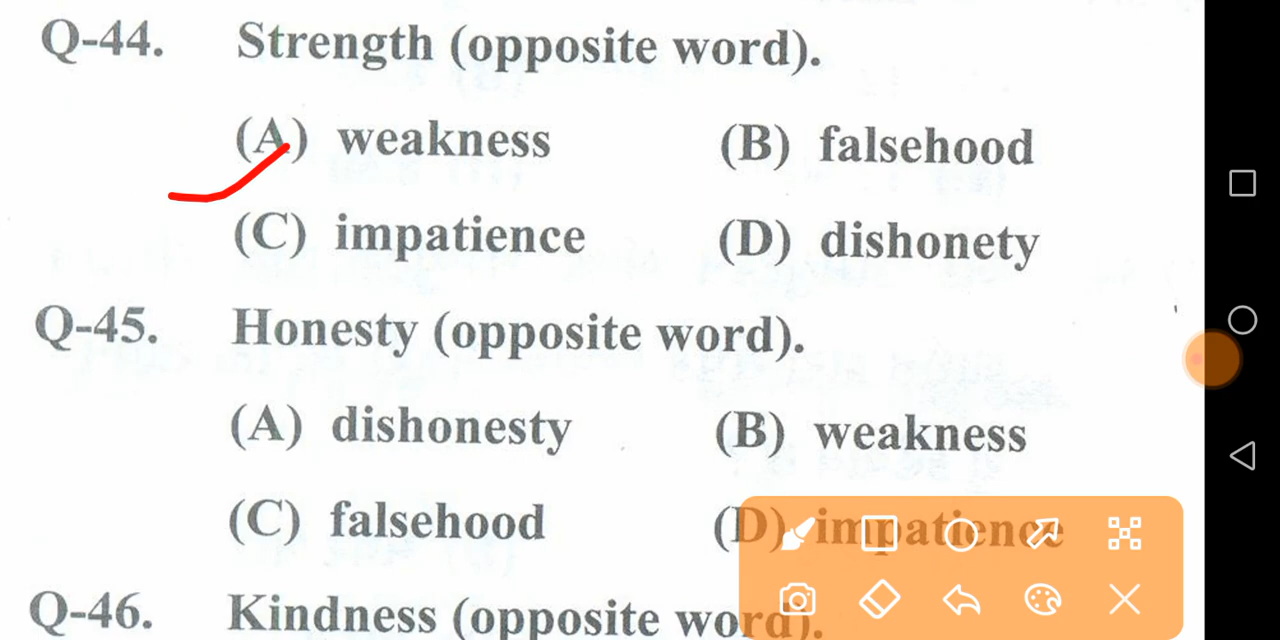 Q-44. Strength (opposite word).
(A) weakness (B) falsehood
(C) impatience (D) dishonety
Q-45. Honesty (opposite word).
(A) dishonesty (B) weakness
(C) falsehood (D) impatience
Q-46. Kindness (opposite word).